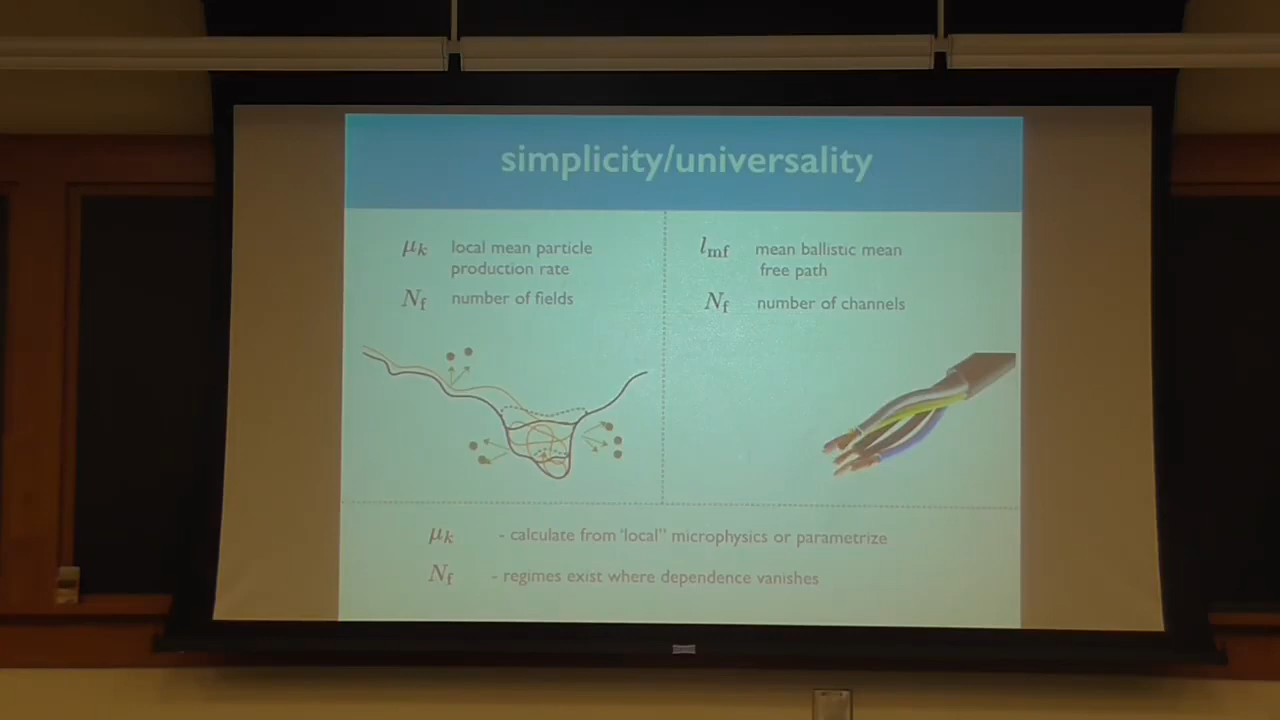 simplicity/universality
μk local mean particle
production rate
Nf number of fields
lmf mean ballistic mean
free path
Nf number of channels
μk - calculate from "local" microphysics or parametrize
Nf - regimes exist where dependence vanishes